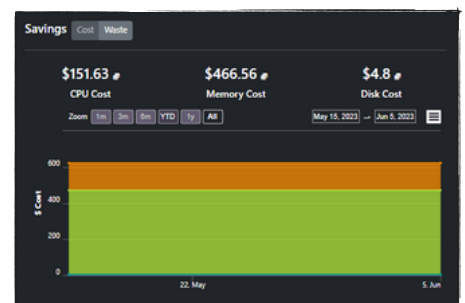 Savings Cost Waste
$151.63 $466.56 $4.8
CPU Cost Memory Cost Disk Cost
Zoom 1m 3m 6m YTD 1y All May 15, 2023 → Jun 5, 2023
600
400
200
0
$ Cost
22. May 5. Jun